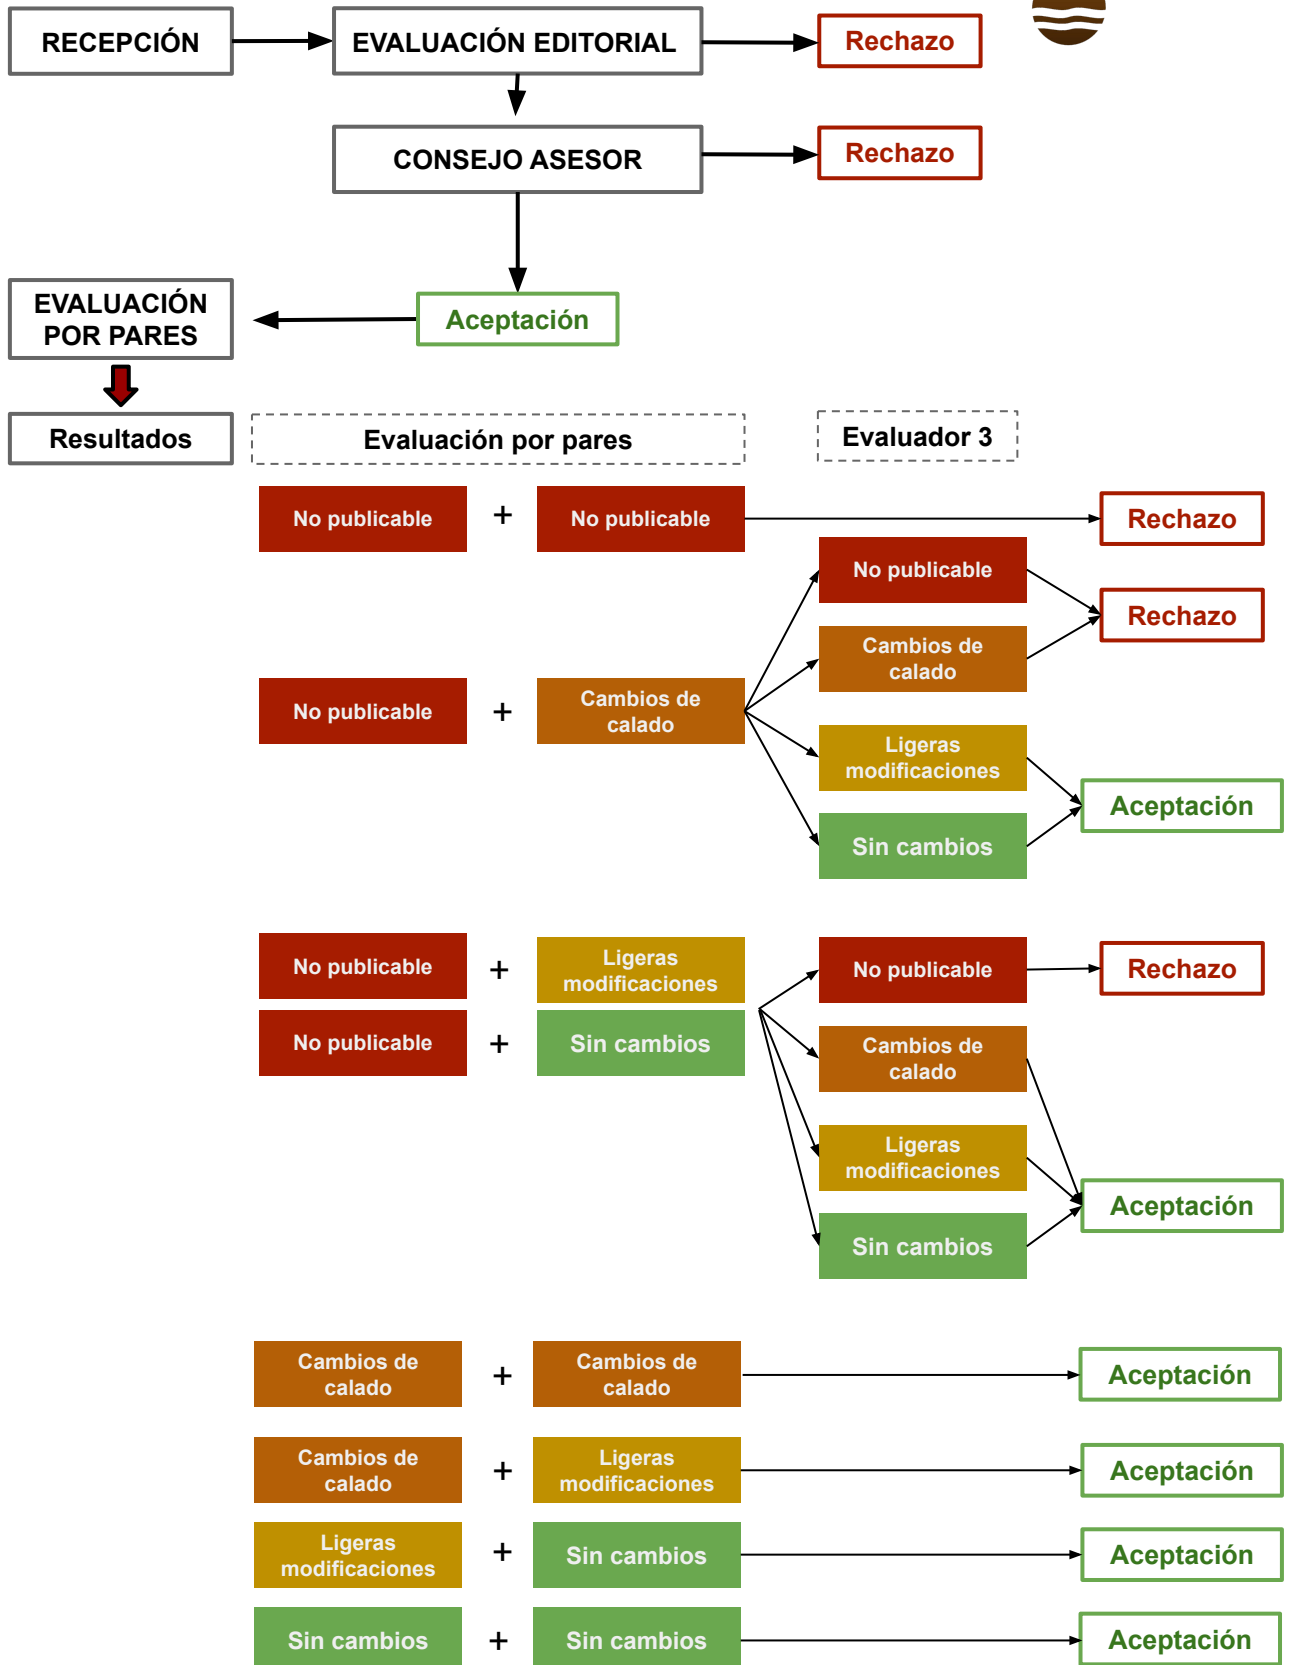 RECEPCIÓN
EVALUACIÓN EDITORIAL
Rechazo
CONSEJO ASESOR
Rechazo
EVALUACIÓN
POR PARES
Aceptación
Resultados
Evaluación por pares
Evaluador 3
No publicable
+
No publicable
Rechazo
No publicable
+
Cambios de
calado
No publicable
Cambios de
calado
Rechazo
Ligeras
modificaciones
Sin cambios
Aceptación
No publicable
+
Ligeras
modificaciones
No publicable
+
Sin cambios
No publicable
Rechazo
Cambios de
calado
Ligeras
modificaciones
Sin cambios
Aceptación
Cambios de
calado
+
Cambios de
calado
Aceptación
Cambios de
calado
+
Ligeras
modificaciones
Aceptación
Ligeras
modificaciones
+
Sin cambios
Aceptación
Sin cambios
+
Sin cambios
Aceptación